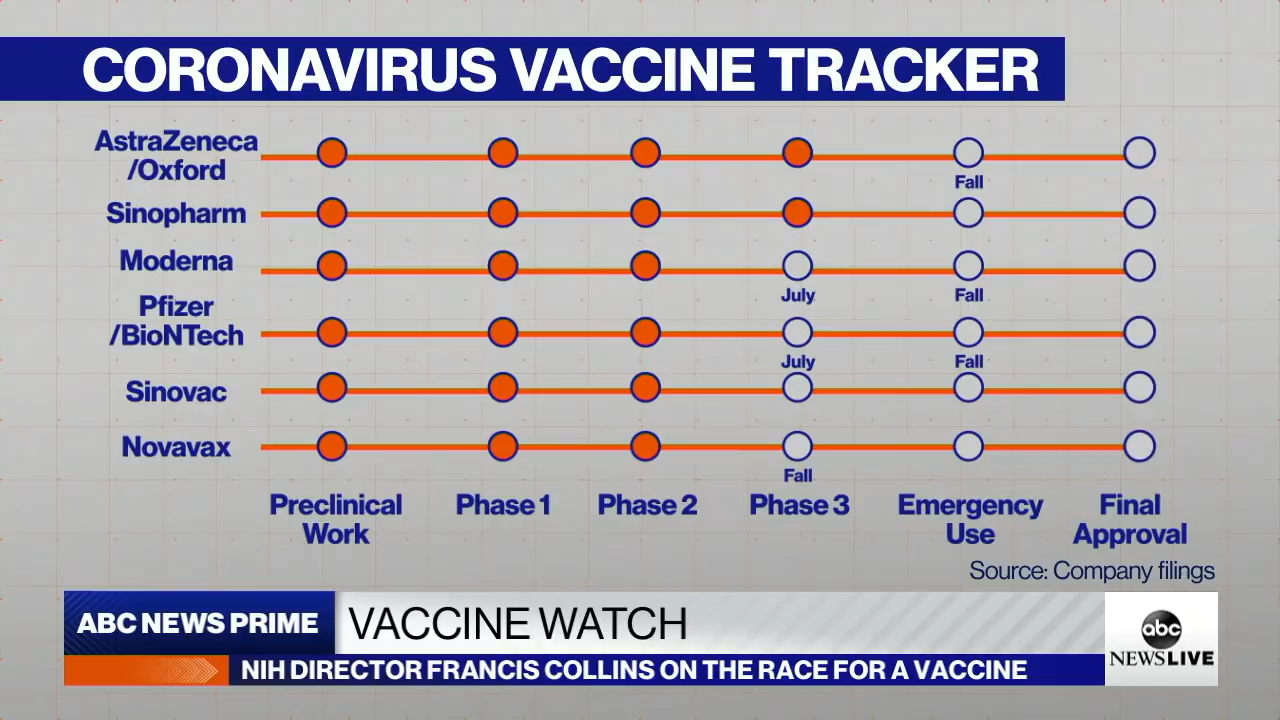 CORONAVIRUS VACCINE TRACKER
AstraZeneca
/Oxford
Fall
Sinopharm
Moderna
July
Fall
Pfizer
/BioNTech
July
Fall
Sinovac
Novavax
Fall
Preclinical
Work
Phase 1
Phase 2
Phase 3
Emergency
Use
Final
Approval
Source: Company filings
ABC NEWS PRIME
VACCINE WATCH
NIH DIRECTOR FRANCIS COLLINS ON THE RACE FOR A VACCINE
abc
NEWSLIVE